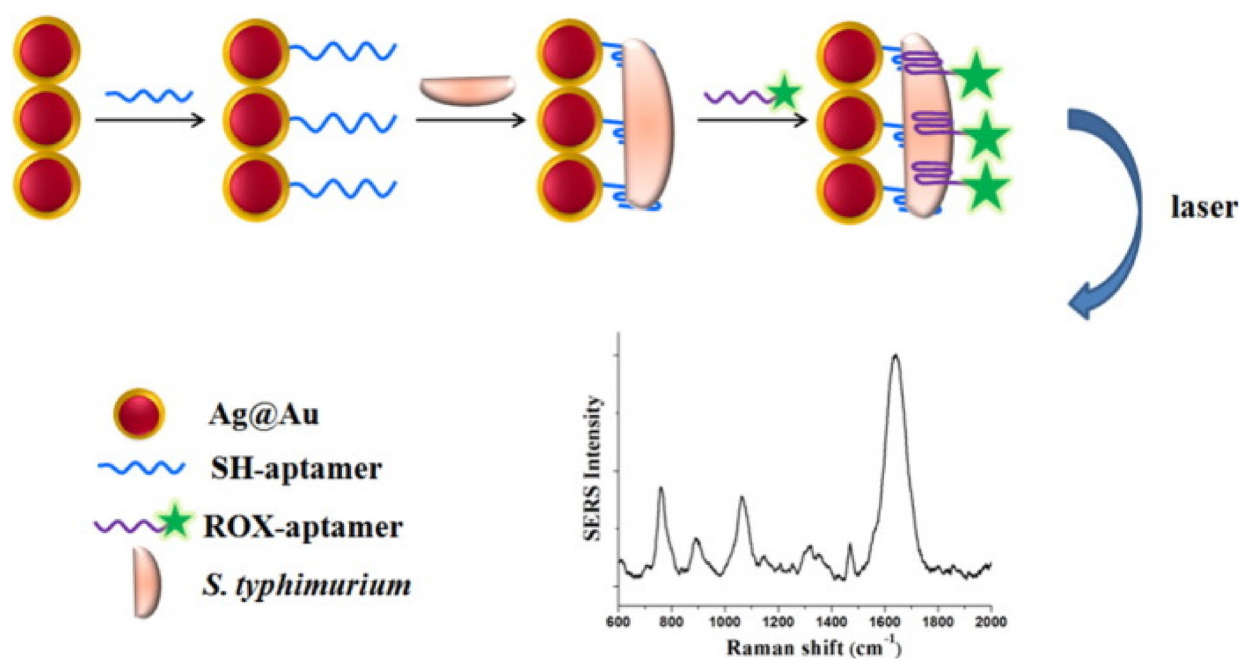 laser
Ag@Au
SH-aptamer
ROX-aptamer
S. typhimurium
SERS Intensity
600 800 1000 1200 1400 1600 1800 2000
Raman shift (cm⁻¹)